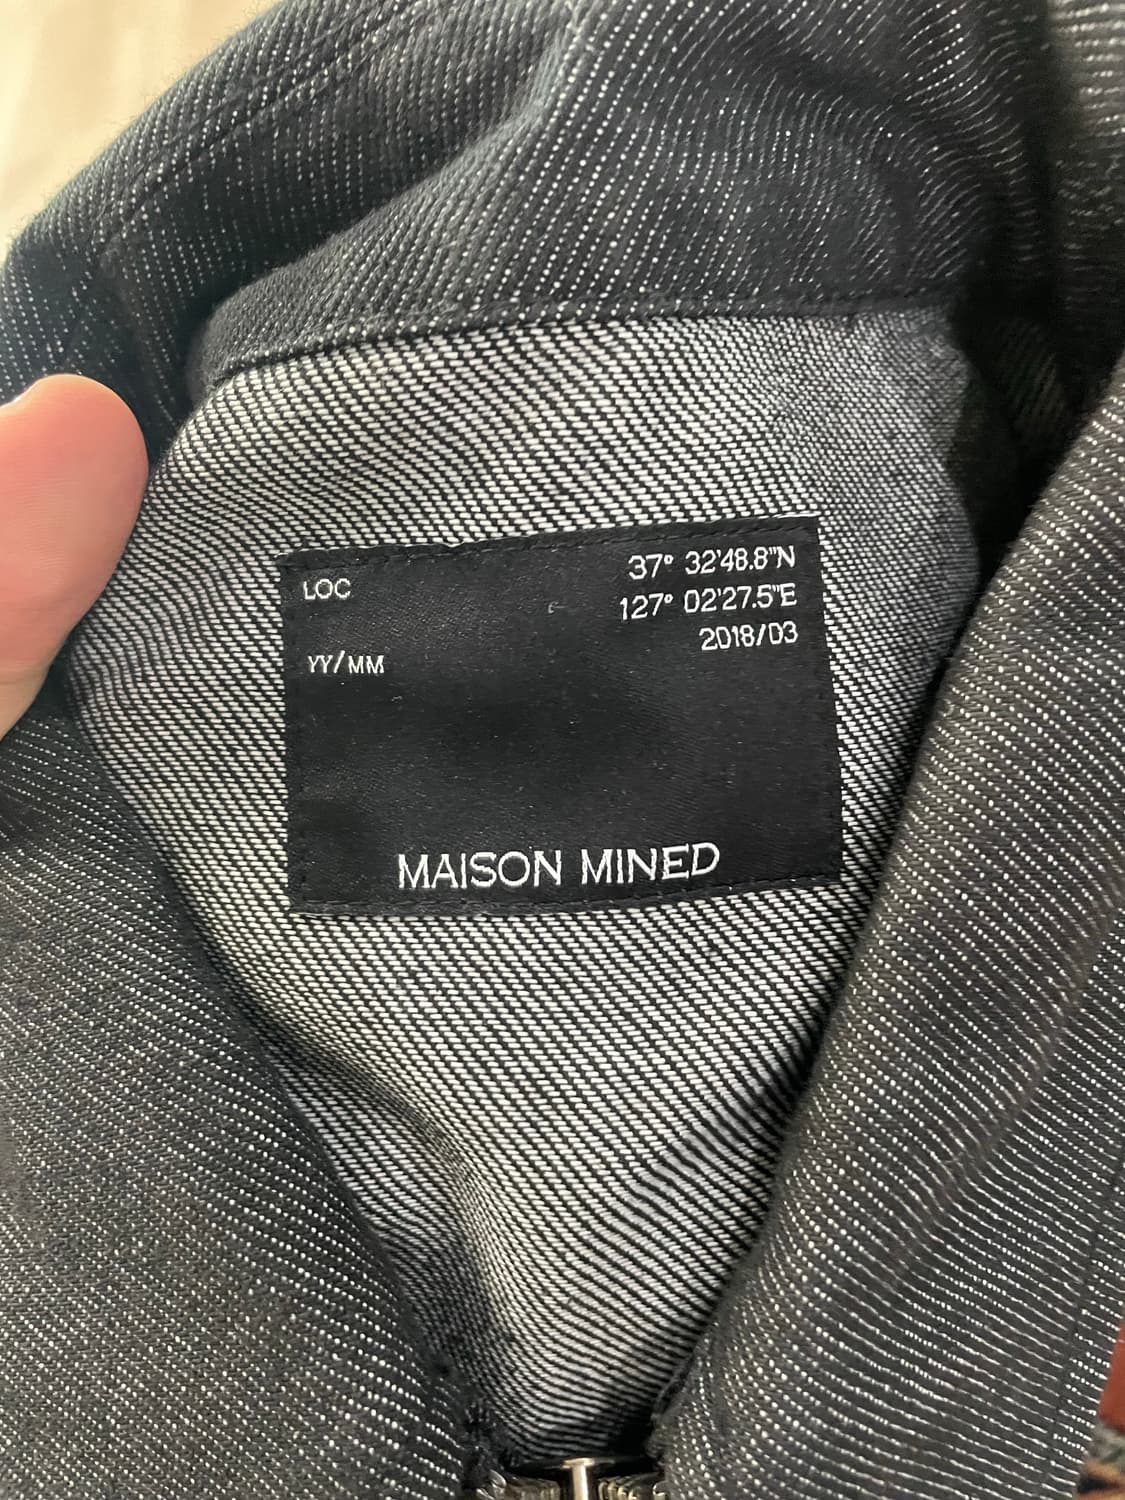 LOC 37° 32'48.8"N
127° 02'27.5"E
YY/MM 2018/03
MAISON MINED